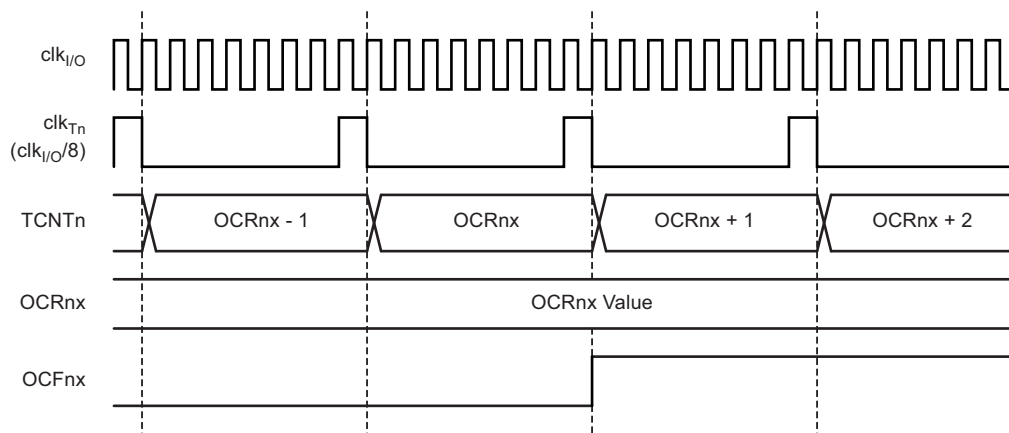 clkI/O
clkTn
(clkI/O/8)
TCNTn OCRnx - 1 OCRnx OCRnx + 1 OCRnx + 2
OCRnx OCRnx Value
OCFnx